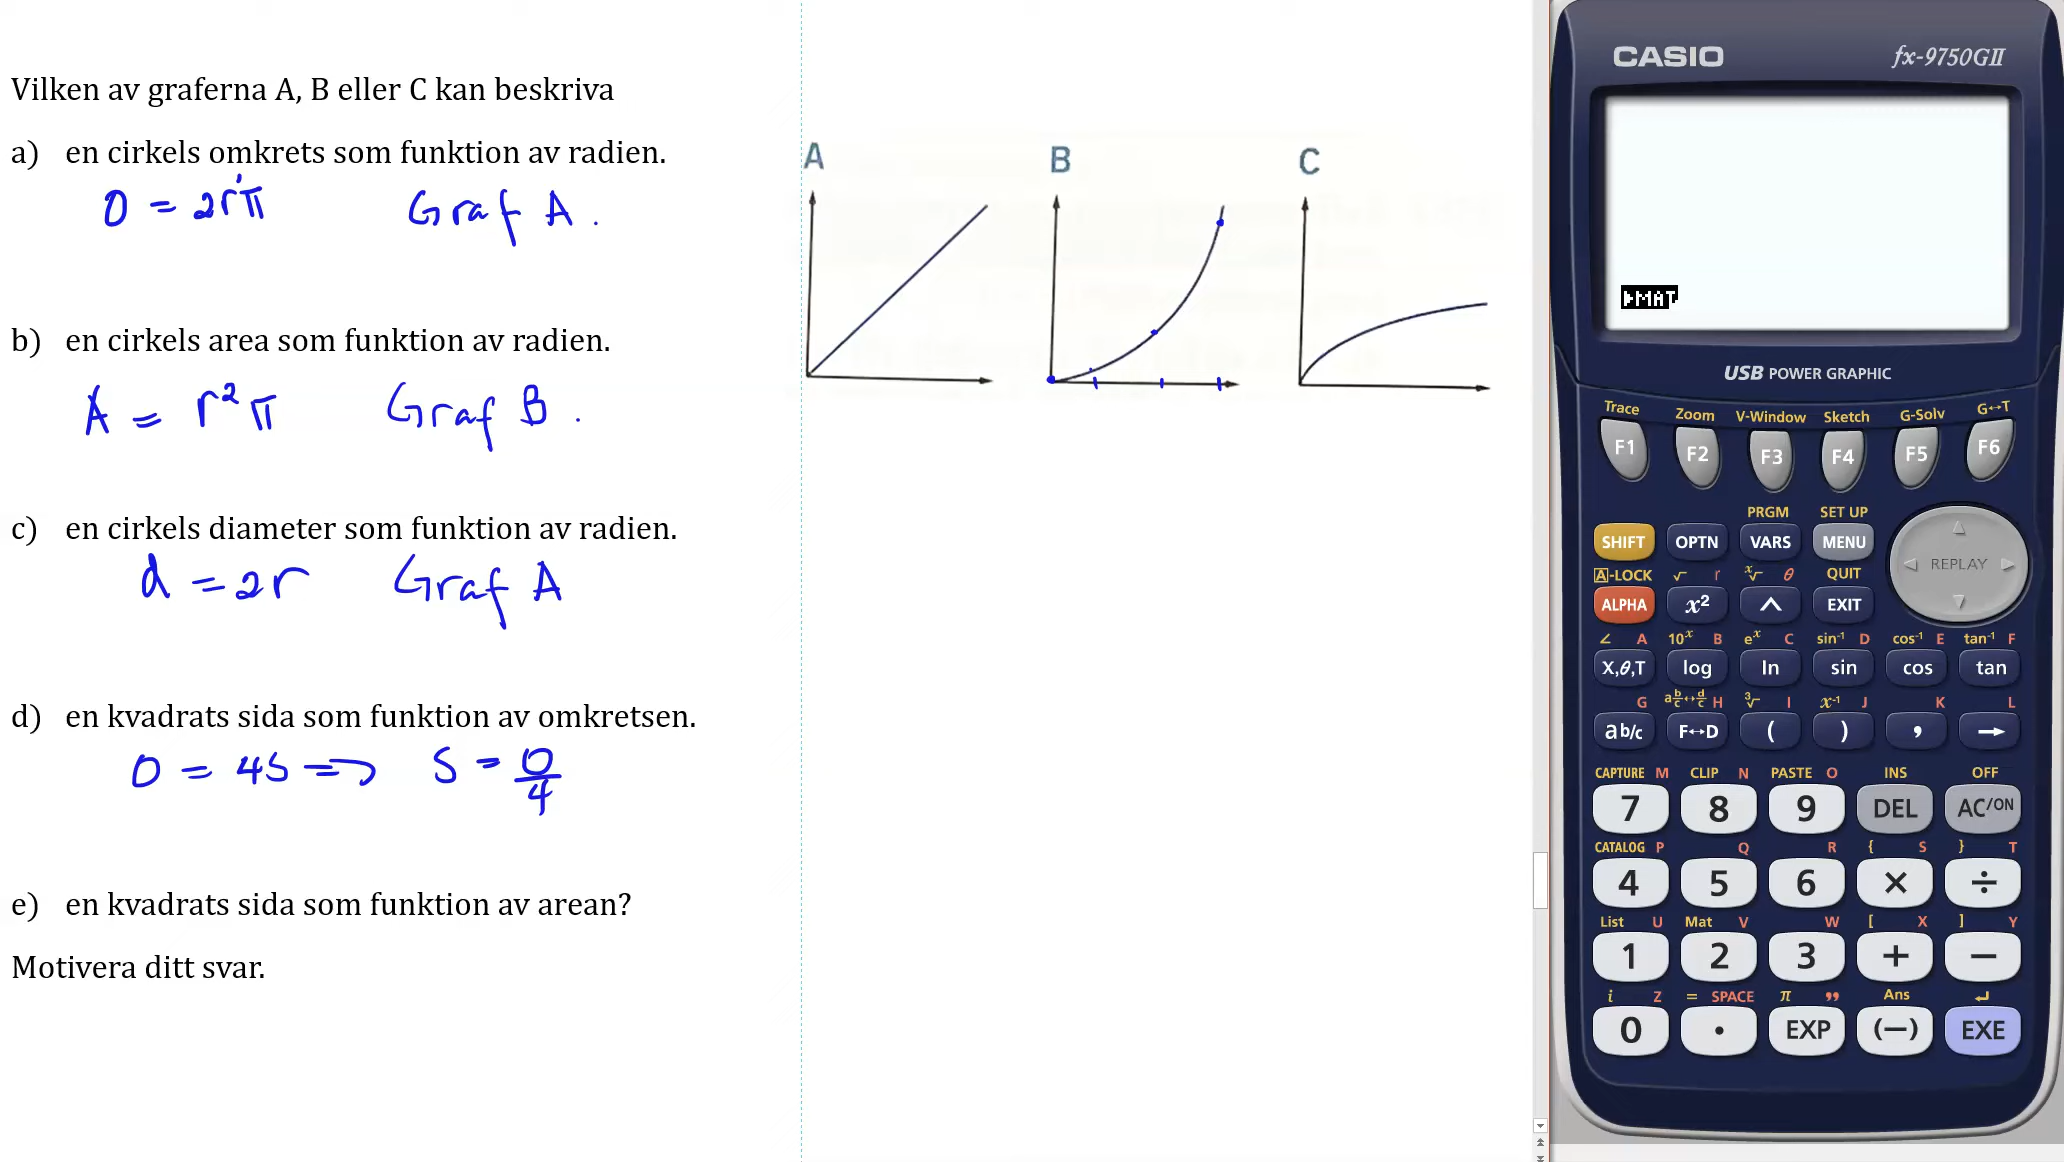 Vilken av graferna A, B eller C kan beskriva
a) en cirkels omkrets som funktion av radien.
O = 2rπ Graf A.
b) en cirkels area som funktion av radien.
A = r² π Graf B.
c) en cirkels diameter som funktion av radien.
d = 2r Graf A
d) en kvadrats sida som funktion av omkretsen.
O = 4s => s = O/4
e) en kvadrats sida som funktion av arean?
Motivera ditt svar.
A B C
CASIO fx-9750GII
►MAT
USB POWER GRAPHIC
Trace Zoom V-Window Sketch G-Solv G↔T
F1 F2 F3 F4 F5 F6
PRGM SET UP
SHIFT OPTN VARS MENU
REPLAY
A-LOCK √ r ˣ√ θ QUIT
ALPHA x² ^ EXIT
∠ A 10ˣ B eˣ C sin⁻¹ D cos⁻¹ E tan⁻¹ F
X,θ,T log ln sin cos tan
G a b/c↔d/c H ³√ I x⁻¹ J K L
a b/c F↔D ( ) , →
CAPTURE M CLIP N PASTE O INS OFF
7 8 9 DEL AC/ON
CATALOG P Q R { S } T
4 5 6 × ÷
List U Mat V W [ X ] Y
1 2 3 + −
i Z = SPACE π ” Ans ↵
0 . EXP (−) EXE